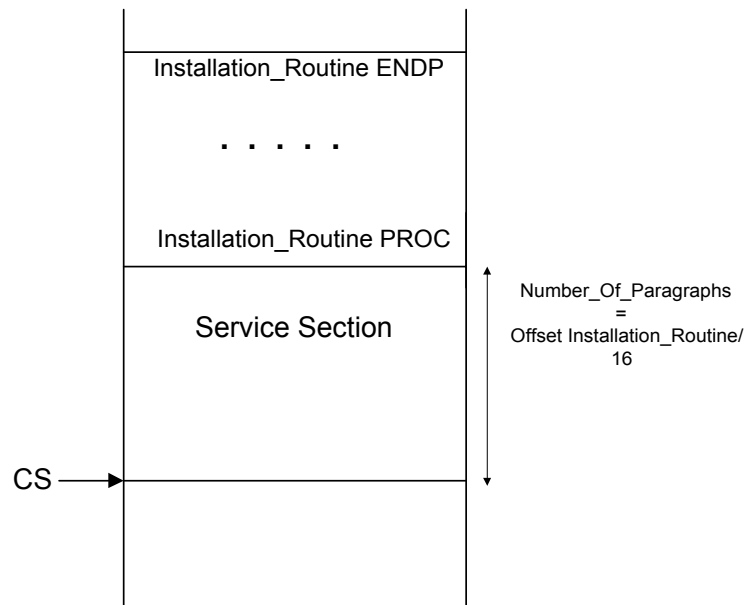 Installation_Routine ENDP
. . . . .
Installation_Routine PROC
Service Section
Number_Of_Paragraphs
=
Offset Installation_Routine/
16
CS